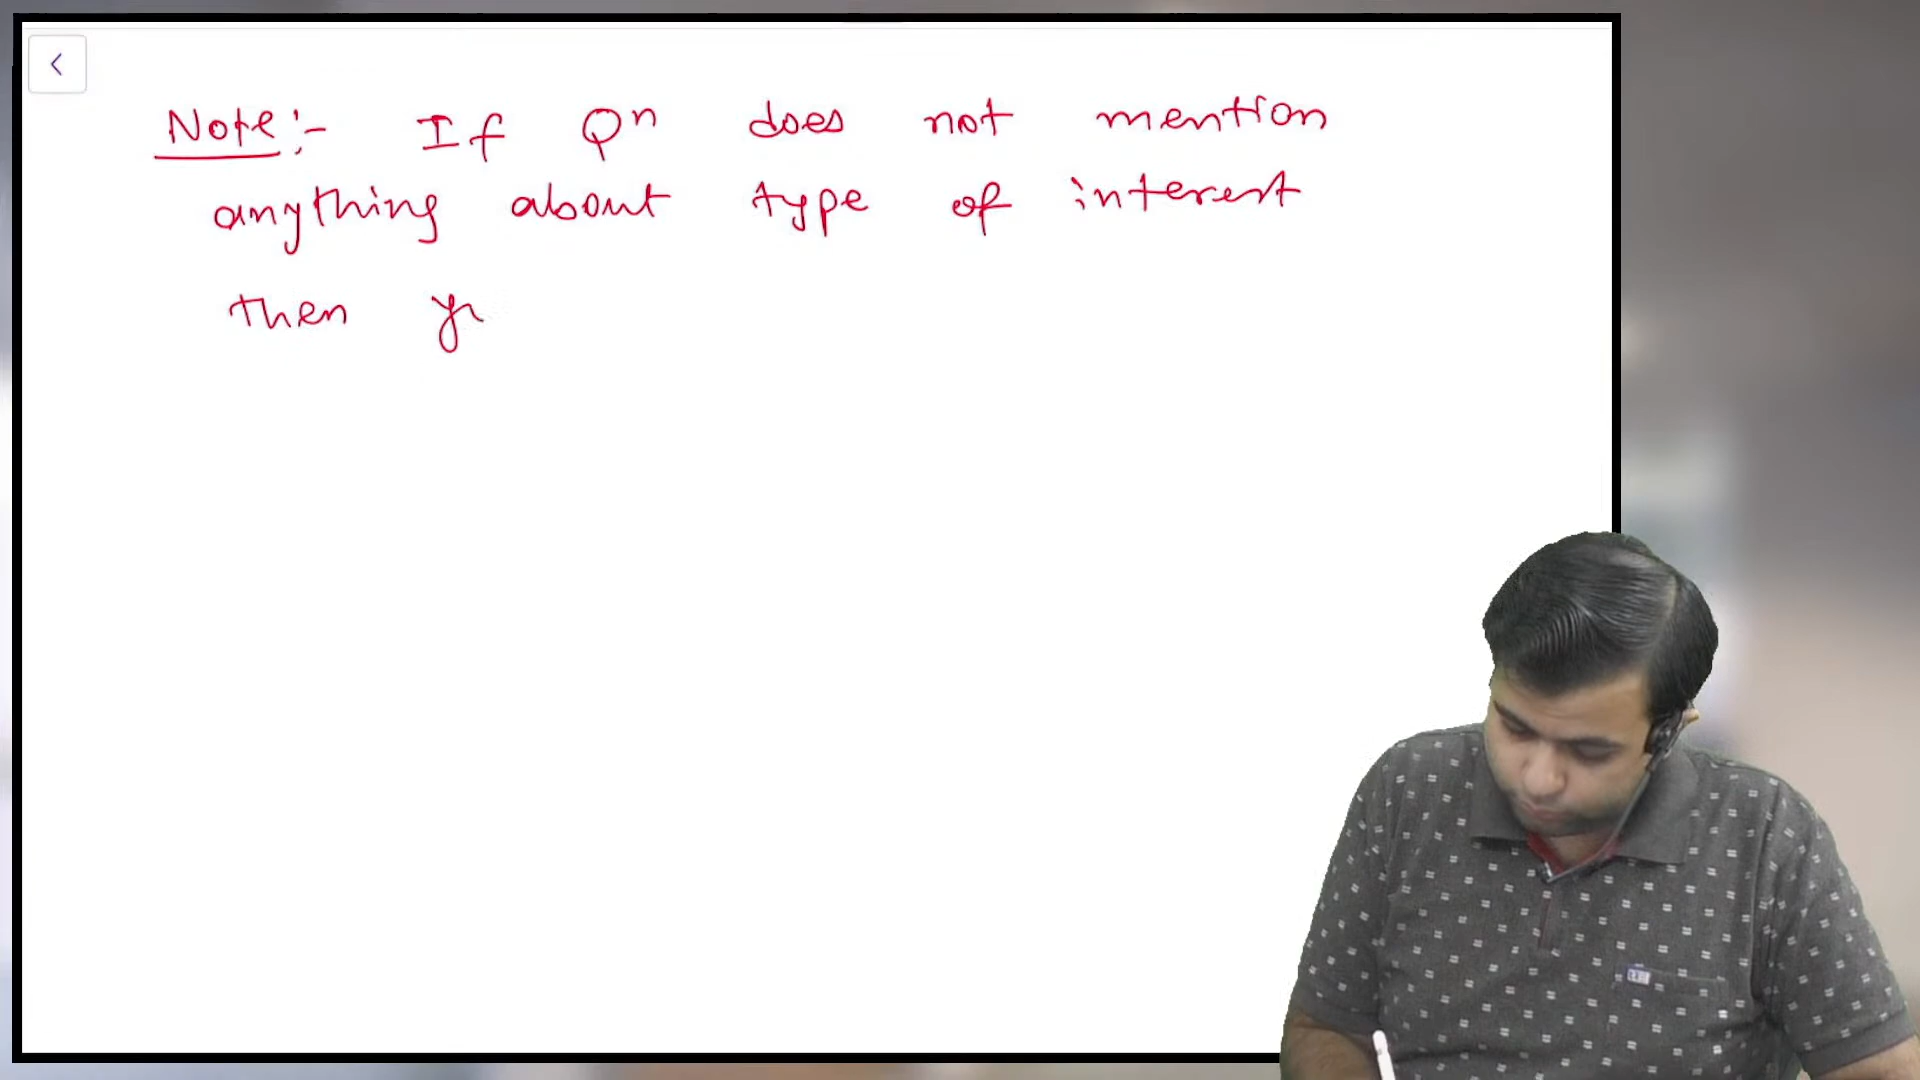 Note:- If Qn does not mention
anything about type of interest
then